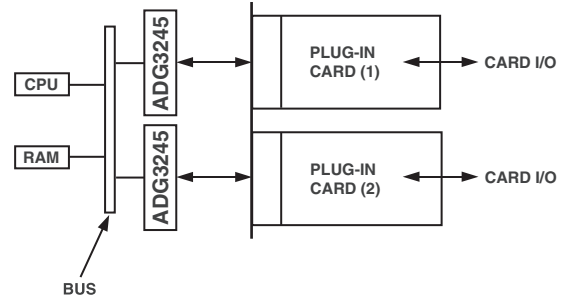 ADG3245
PLUG-IN
CARD (1)
CARD I/O
CPU
RAM
ADG3245
PLUG-IN
CARD (2)
CARD I/O
BUS